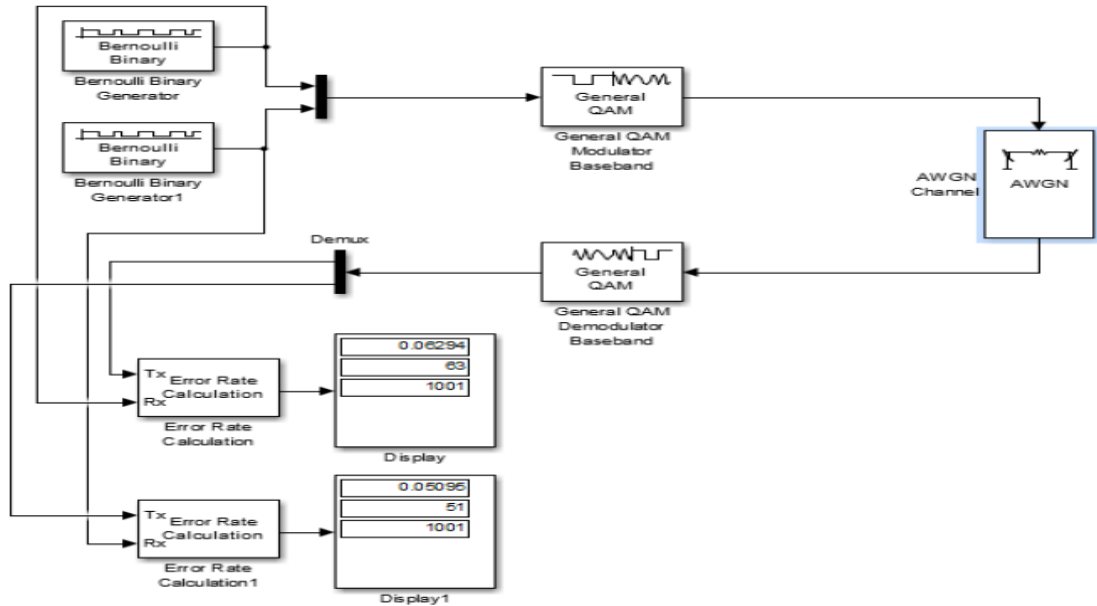 Bernoulli
Binary
Bernoulli Binary
Generator
Bernoulli
Binary
Bernoulli Binary
Generator1
General
QAM
General QAM
Modulator
Baseband
AWGN
Channel
AWGN
Demux
General
QAM
General QAM
Demodulator
Baseband
Tx
Rx
Error Rate
Calculation
Error Rate
Calculation
0.06294
63
1001
Display
Tx
Rx
Error Rate
Calculation
Error Rate
Calculation1
0.05095
51
1001
Display1